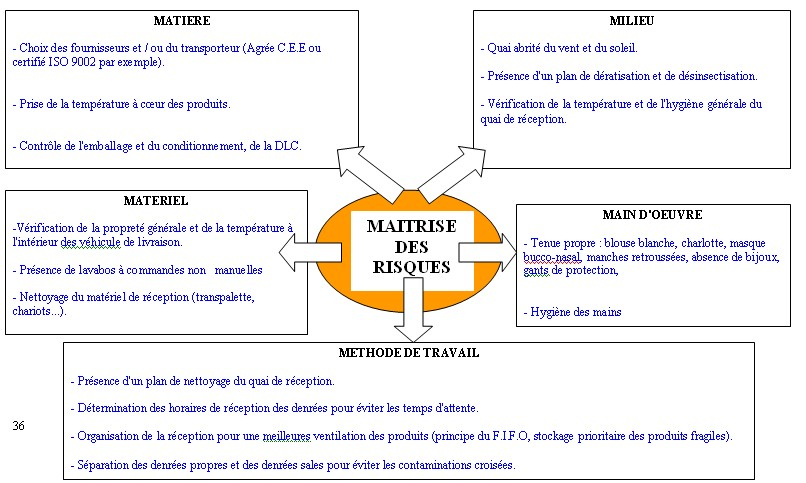 MATIERE
- Choix des fournisseurs et / ou du transporteur (Agrée C.E.E ou
certifié ISO 9002 par exemple).
- Prise de la température à cœur des produits.
- Contrôle de l'emballage et du conditionnement, de la DLC.
MILIEU
- Quai abrité du vent et du soleil.
- Présence d'un plan de dératisation et de désinsectisation.
- Vérification de la température et de l'hygiène générale du
quai de réception.
MATERIEL
-Vérification de la propreté générale et de la température à
l'intérieur des véhicule de livraison.
- Présence de lavabos à commandes non manuelles
- Nettoyage du matériel de réception (transpalette,
chariots...).
MAITRISE
DES
RISQUES
MAIN D'OEUVRE
- Tenue propre : blouse blanche, charlotte, masque
bucco-nasal, manches retroussées, absence de bijoux,
gants de protection,
- Hygiène des mains
METHODE DE TRAVAIL
- Présence d'un plan de nettoyage du quai de réception.
- Détermination des horaires de réception des denrées pour éviter les temps d'attente.
- Organisation de la réception pour une meilleures ventilation des produits (principe du F.I.F.O, stockage prioritaire des produits fragiles).
- Séparation des denrées propres et des denrées sales pour éviter les contaminations croisées.
36